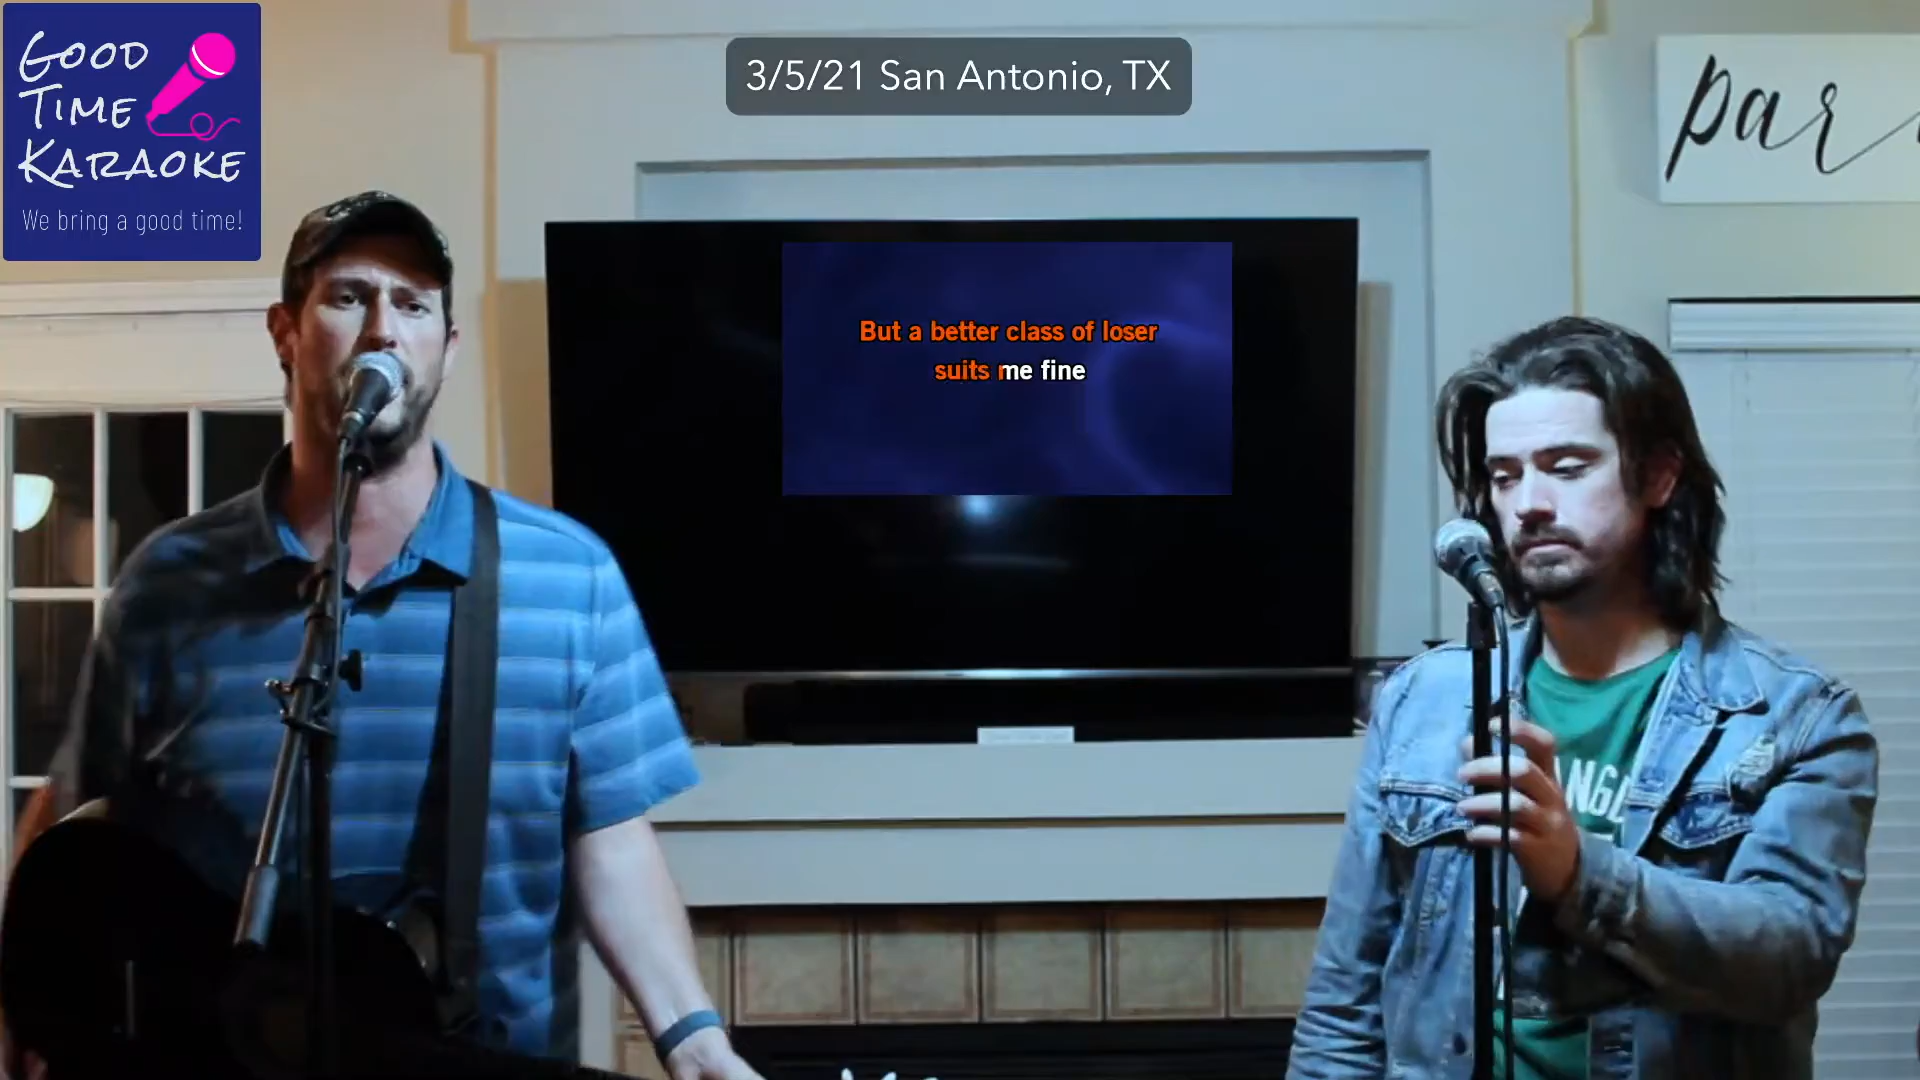 GOOD
TIME
KARAOKE
We bring a good time!
3/5/21 San Antonio, TX
But a better class of loser
suits me fine
par
ANG